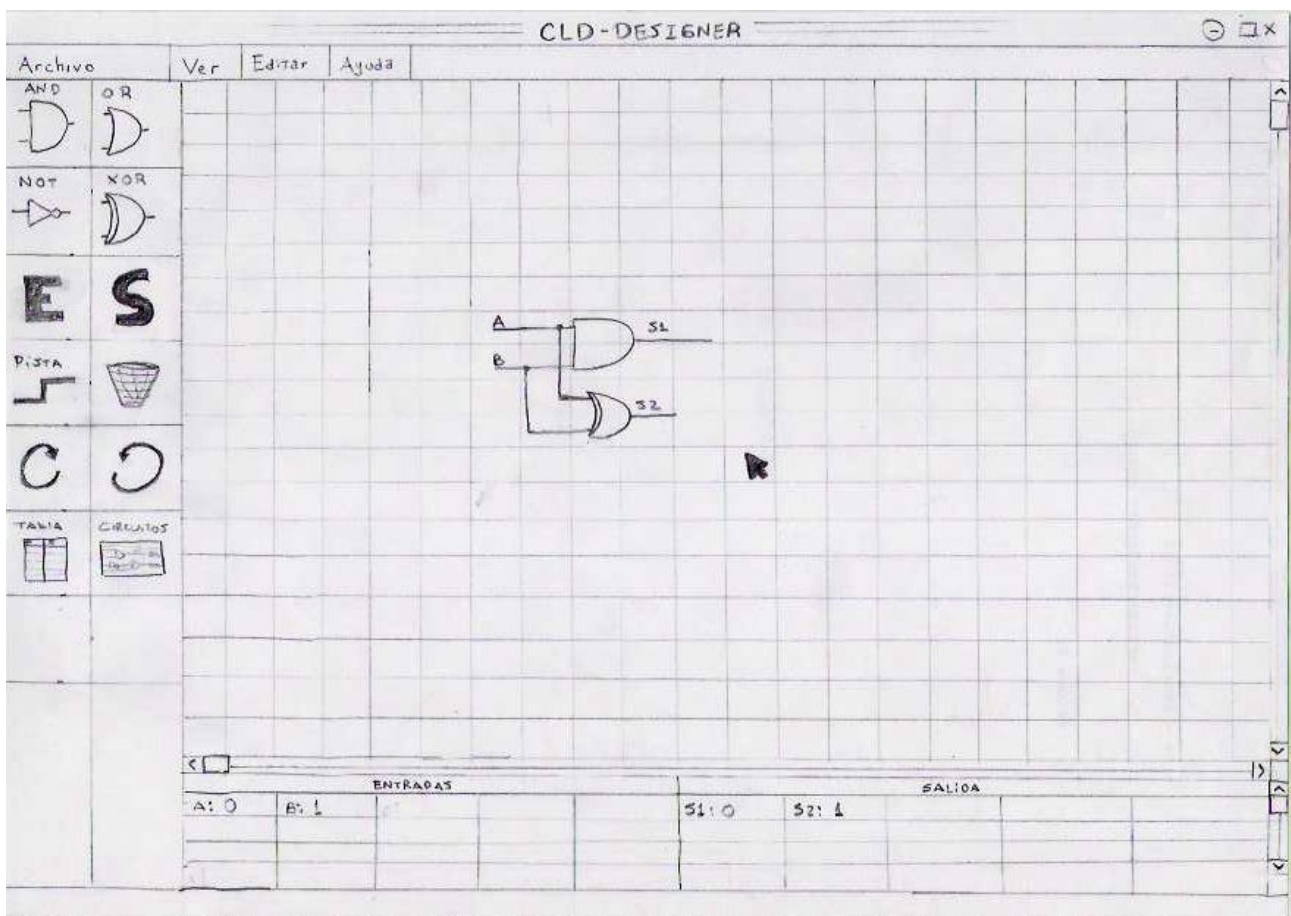 CLD-DESIGNER
Archivo Ver Editar Ayuda
AND OR
NOT XOR
E S
PiSTA
TABLA CIRCUITOS
A
S1
B
S2
ENTRADAS SALIDA
A: 0 B: 1 S1: 0 S2: 1